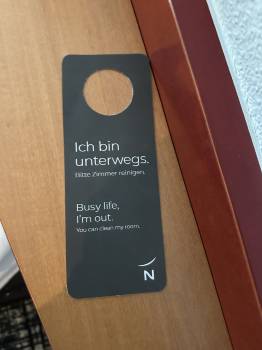 Ich bin
unterwegs.
Bitte Zimmer reinigen.
Busy life,
I'm out.
You can clean my room.
N